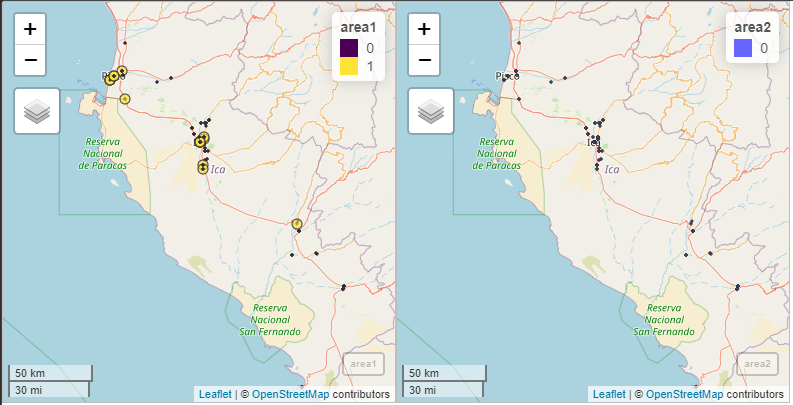 +
−
area1
0
1
Reserva
Nacional
de Paracas
Ica
Reserva
Nacional
San Fernando
area1
50 km
30 mi
Leaflet | © OpenStreetMap contributors
+
−
area2
0
Pisco
Reserva
Nacional
de Paracas
Ica
Ica
Reserva
Nacional
San Fernando
area2
50 km
30 mi
Leaflet | © OpenStreetMap contributors